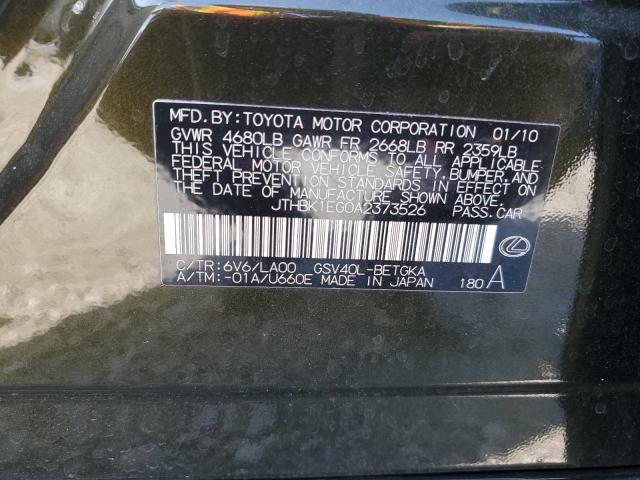 MFD.BY:TOYOTA MOTOR CORPORATION 01/10
GVWR 4680LB GAWR FR 2668LB RR 2359LB
THIS VEHICLE CONFORMS TO ALL APPLICABLE
FEDERAL MOTOR VEHICLE SAFETY,BUMPER,AND
THEFT PREVENTION STANDARDS IN EFFECT ON
THE DATE OF MANUFACTURE SHOWN ABOVE.
JTHBK1EG0A2373526 PASS.CAR
C/TR:6V6/LA00 GSV40L-BETGKA
A/TM:-01A/U660E MADE IN JAPAN 180 A